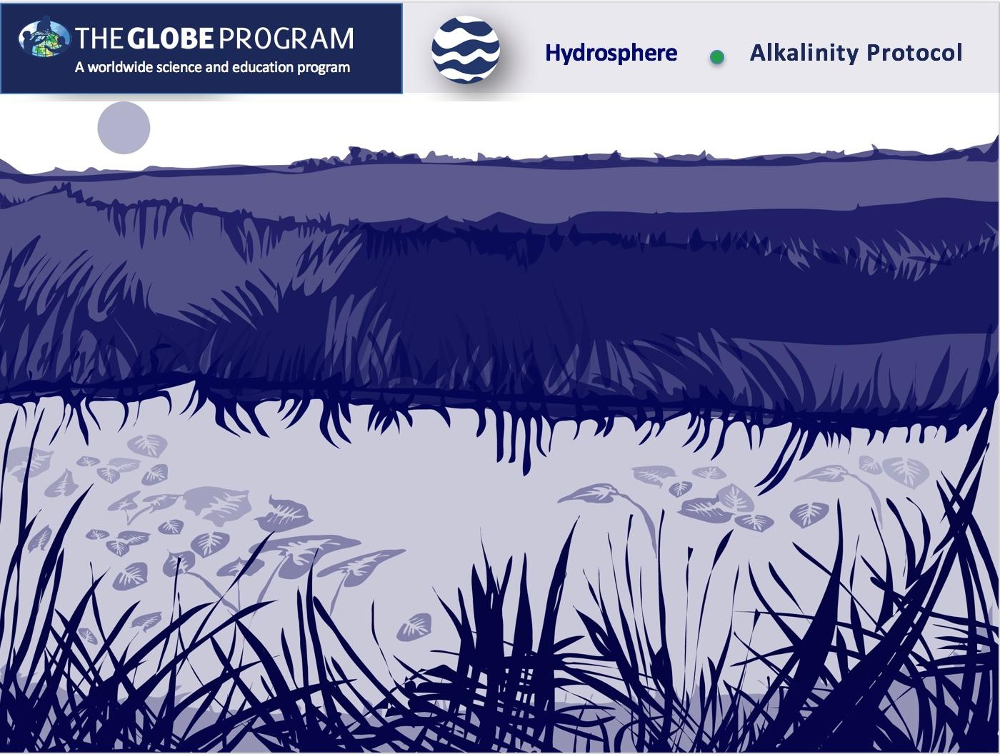 THE GLOBE PROGRAM
A worldwide science and education program
Hydrosphere
Alkalinity Protocol